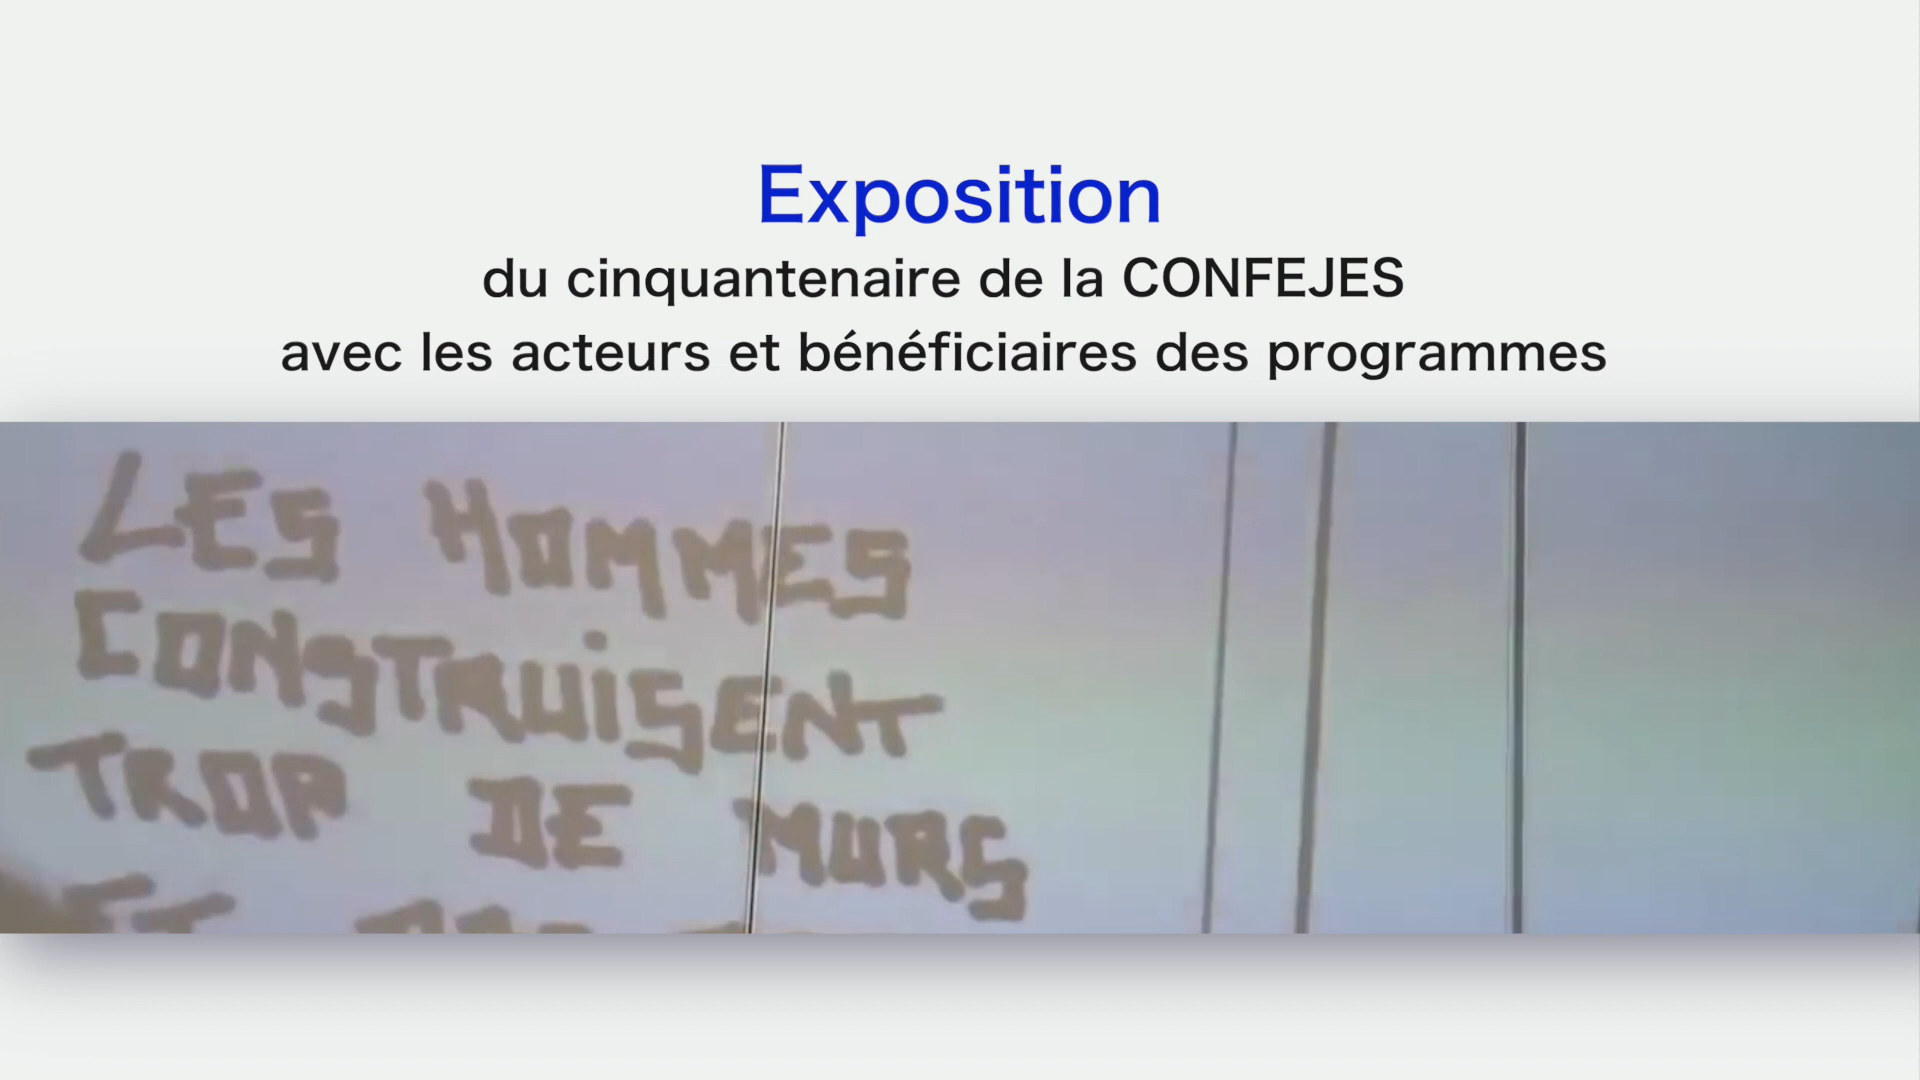 Exposition
du cinquantenaire de la CONFEJES
avec les acteurs et bénéficiaires des programmes
LES HOMMES
CONSTRUiSENT
TROP DE MURS
ET